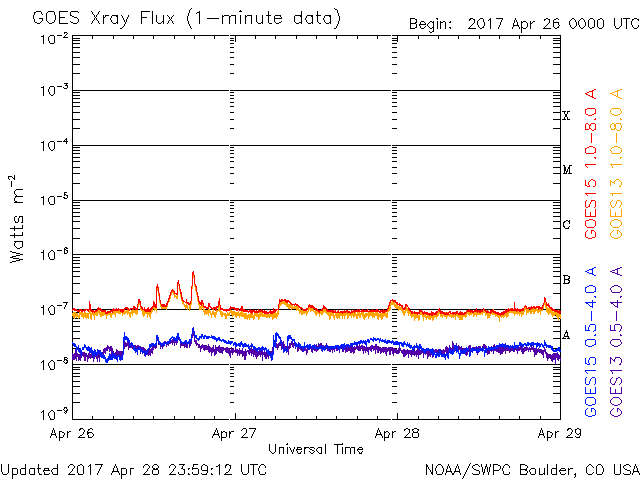 GOES Xray Flux (1-minute data)
Begin: 2017 Apr 26 0000 UTC
10⁻²
10⁻³
10⁻⁴
10⁻⁵
10⁻⁶
10⁻⁷
10⁻⁸
10⁻⁹
Watts m⁻²
X
M
C
B
A
GOES15 1.0-8.0 A
GOES13 1.0-8.0 A
GOES15 0.5-4.0 A
GOES13 0.5-4.0 A
Apr 26 Apr 27 Apr 28 Apr 29
Universal Time
Updated 2017 Apr 28 23:59:12 UTC
NOAA/SWPC Boulder, CO USA